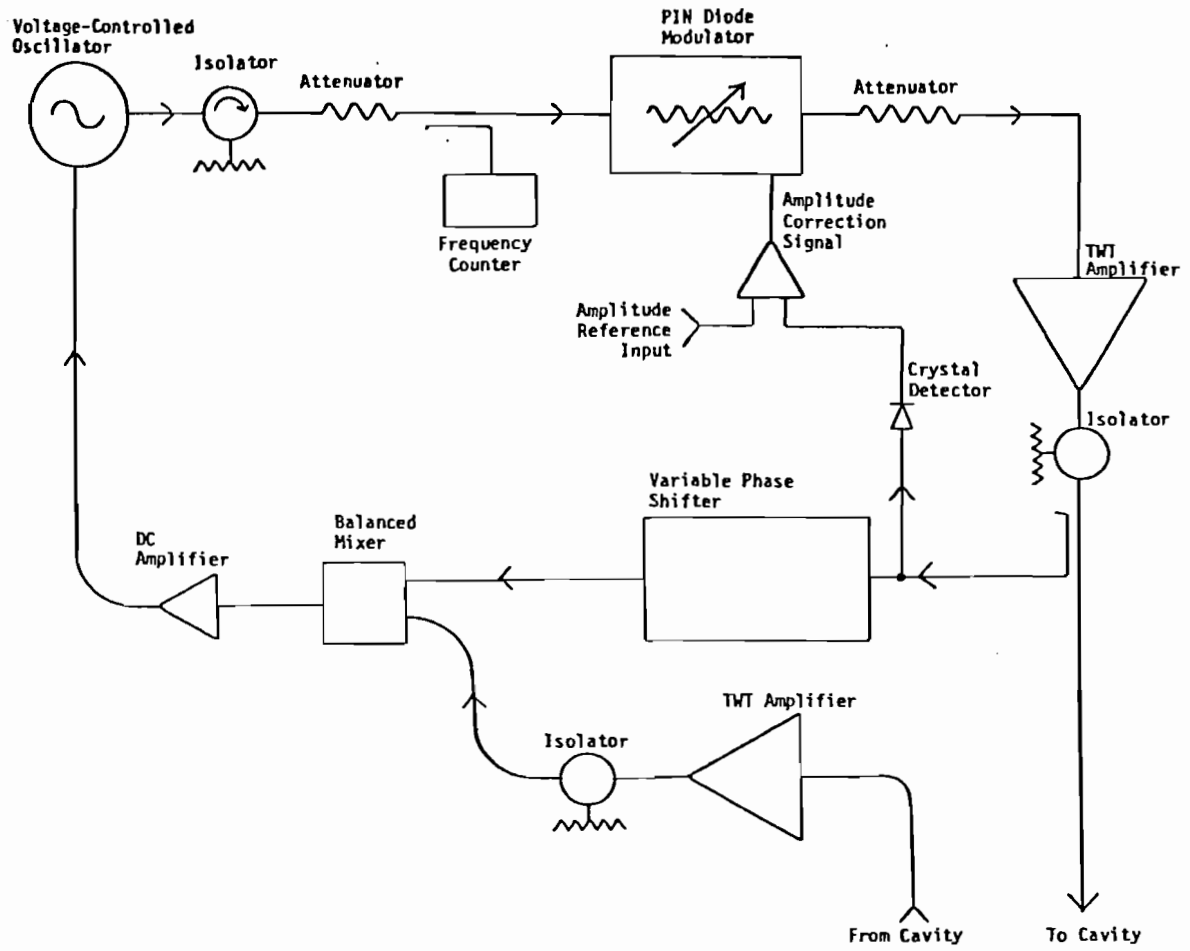 Voltage-Controlled
Oscillator
Isolator
Attenuator
PIN Diode
Modulator
Attenuator
Frequency
Counter
Amplitude
Correction
Signal
Amplitude
Reference
Input
TWT
Amplifier
Crystal
Detector
Isolator
Variable Phase
Shifter
Balanced
Mixer
DC
Amplifier
TWT Amplifier
Isolator
From Cavity
To Cavity